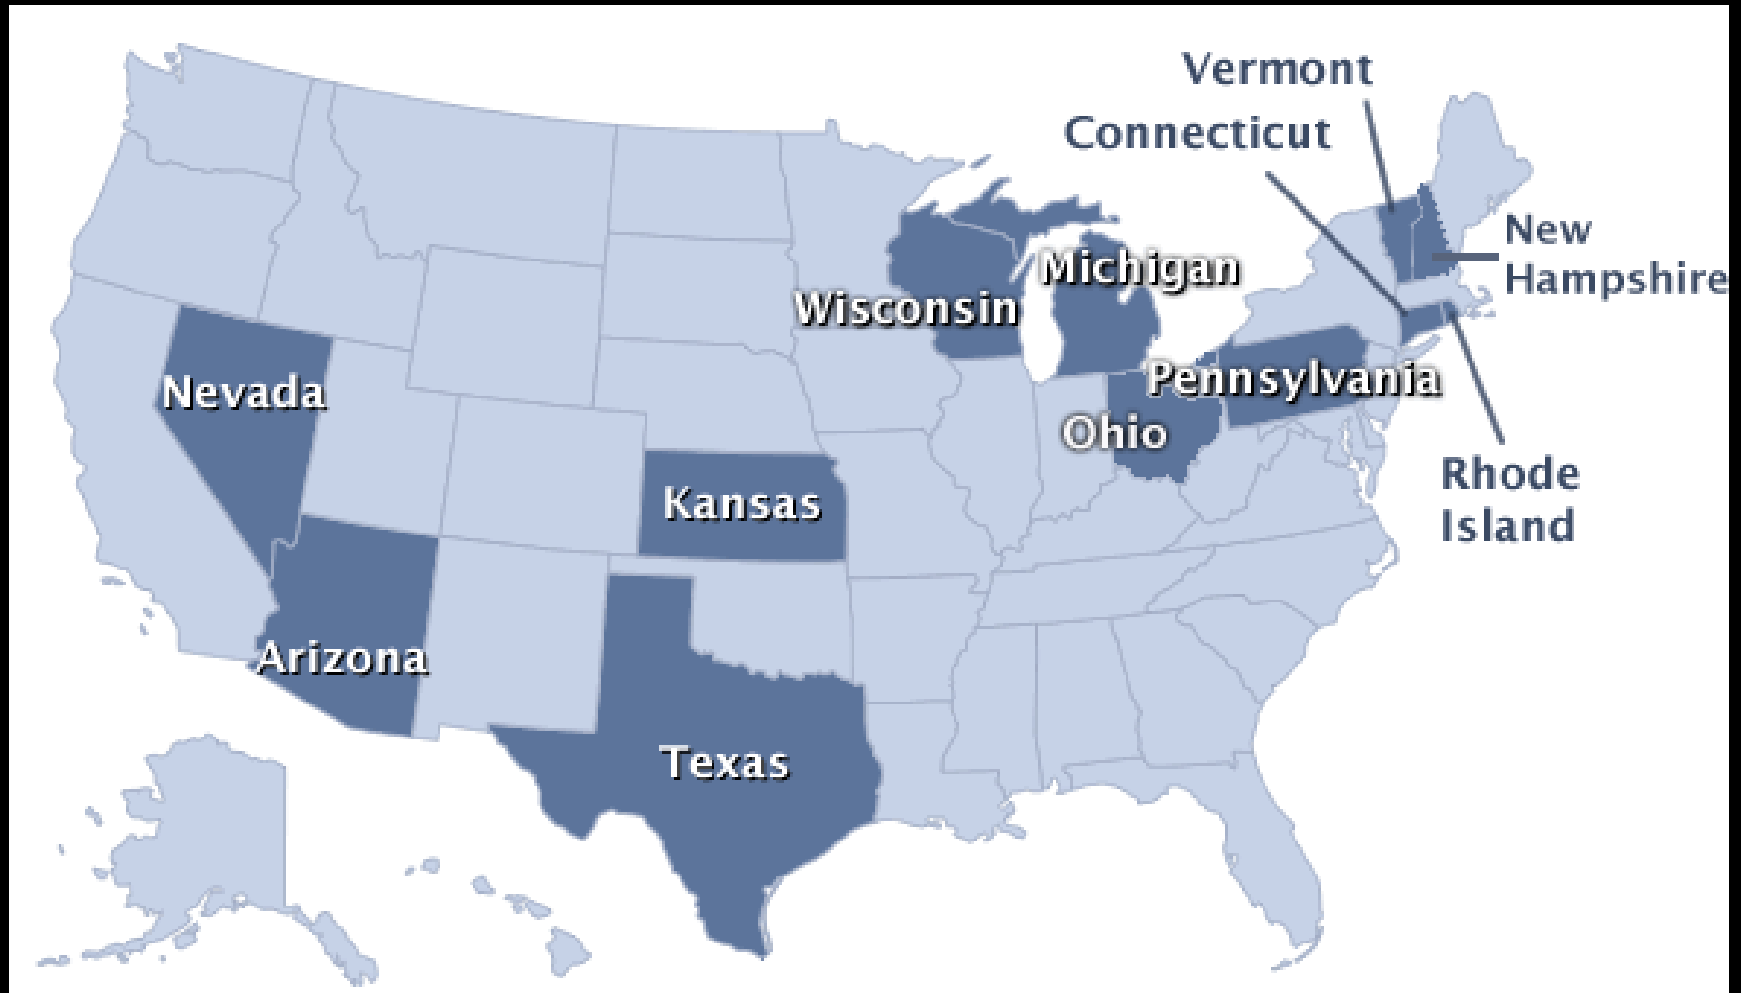 Vermont
Connecticut
New
Hampshire
Michigan
Wisconsin
Pennsylvania
Nevada
Ohio
Rhode
Island
Kansas
Arizona
Texas